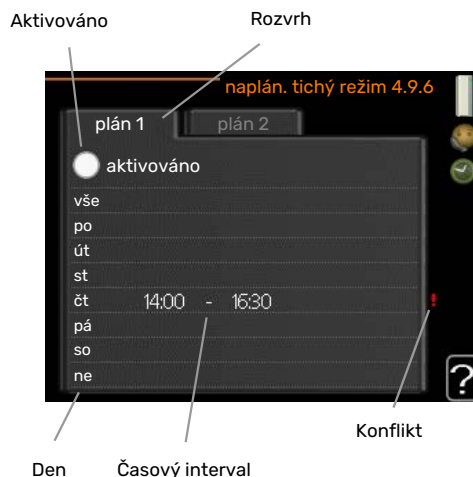 Aktivováno Rozvrh
naplán. tichý režim 4.9.6
plán 1 plán 2
aktivováno
vše
po
út
st
čt 14:00 - 16:30 !
pá
so
ne
?
Konflikt
Den Časový interval